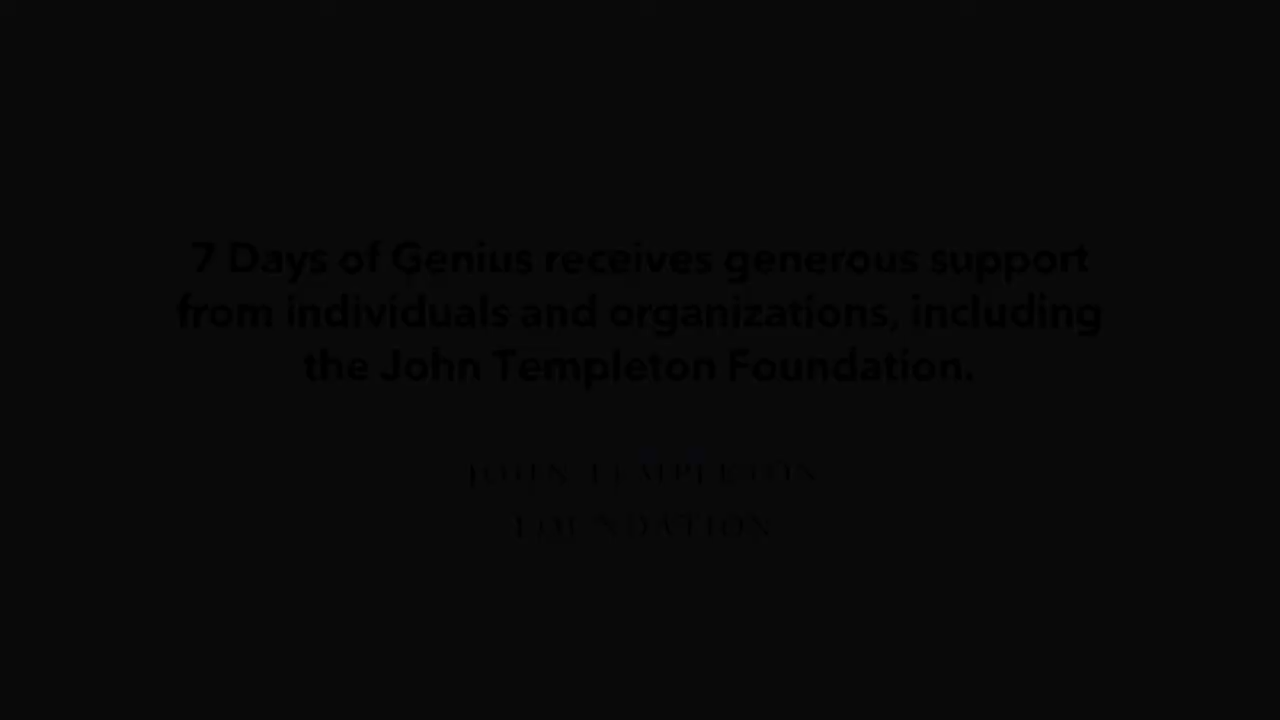 7 Days of Genius receives generous support
from individuals and organizations, including
the John Templeton Foundation.
JOHN TEMPLETON
FOUNDATION